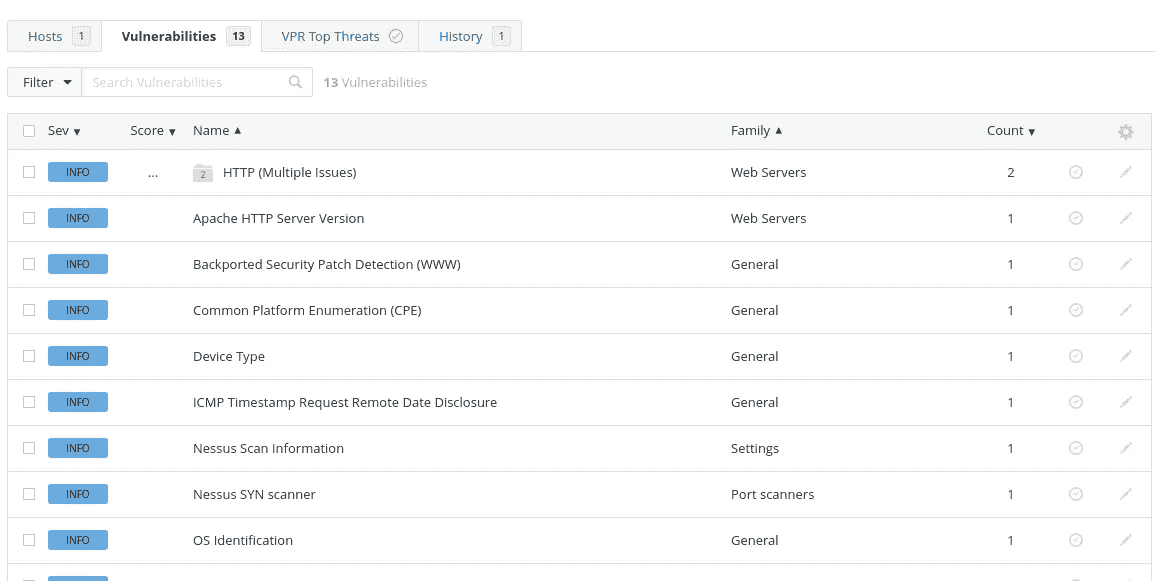 Hosts 1 Vulnerabilities 13 VPR Top Threats History 1
Filter Search Vulnerabilities 13 Vulnerabilities
Sev Score Name Family Count
INFO ... 2 HTTP (Multiple Issues) Web Servers 2
INFO Apache HTTP Server Version Web Servers 1
INFO Backported Security Patch Detection (WWW) General 1
INFO Common Platform Enumeration (CPE) General 1
INFO Device Type General 1
INFO ICMP Timestamp Request Remote Date Disclosure General 1
INFO Nessus Scan Information Settings 1
INFO Nessus SYN scanner Port scanners 1
INFO OS Identification General 1